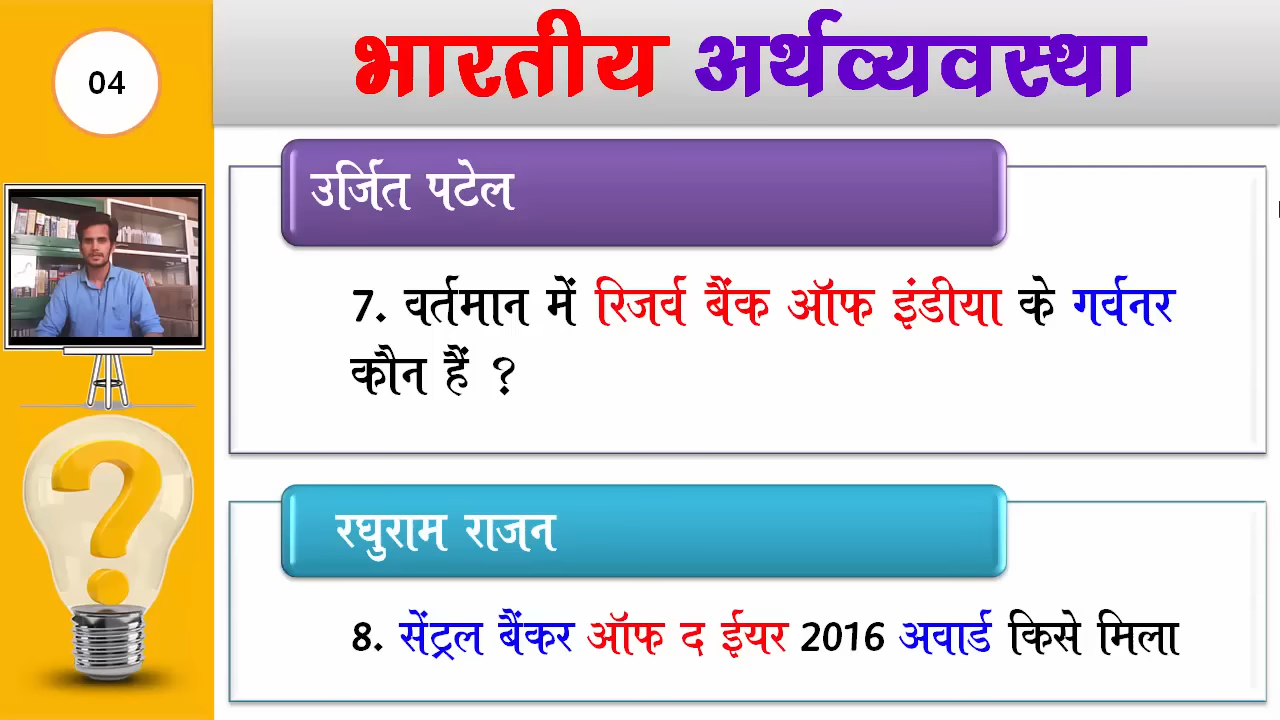 04
भारतीय अर्थव्यवस्था
उर्जित पटेल
7. वर्तमान में रिजर्व बैंक ऑफ इंडीया के गर्वनर
कौन हैं ?
रघुराम राजन
8. सेंट्रल बैंकर ऑफ द ईयर 2016 अवार्ड किसे मिला